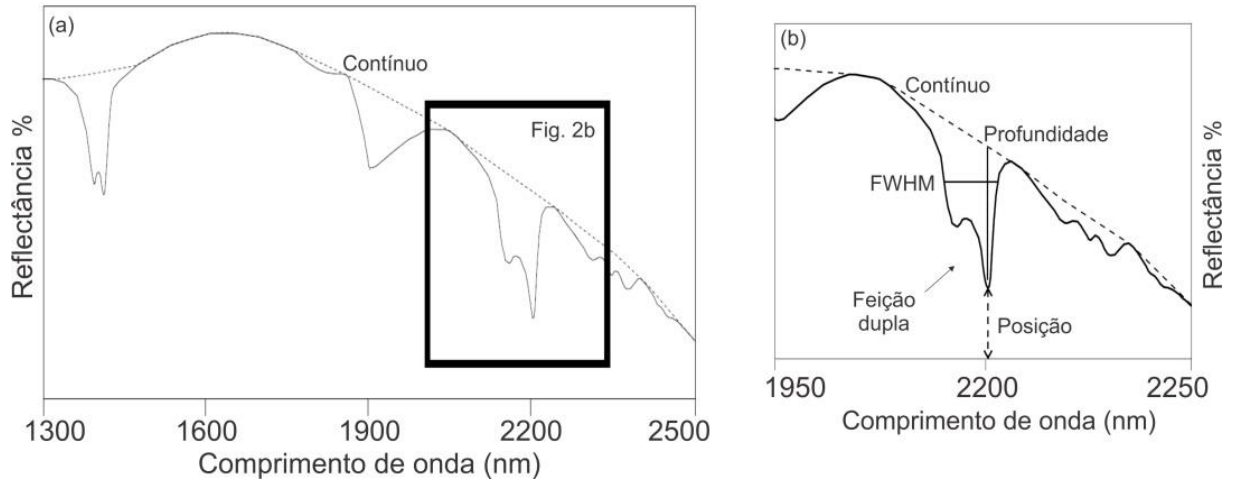 (a)
Contínuo
Fig. 2b
Reflectância %
1300 1600 1900 2200 2500
Comprimento de onda (nm)
(b)
Contínuo
Profundidade
FWHM
Feição
dupla
Posição
Reflectância %
1950 2200 2250
Comprimento de onda (nm)